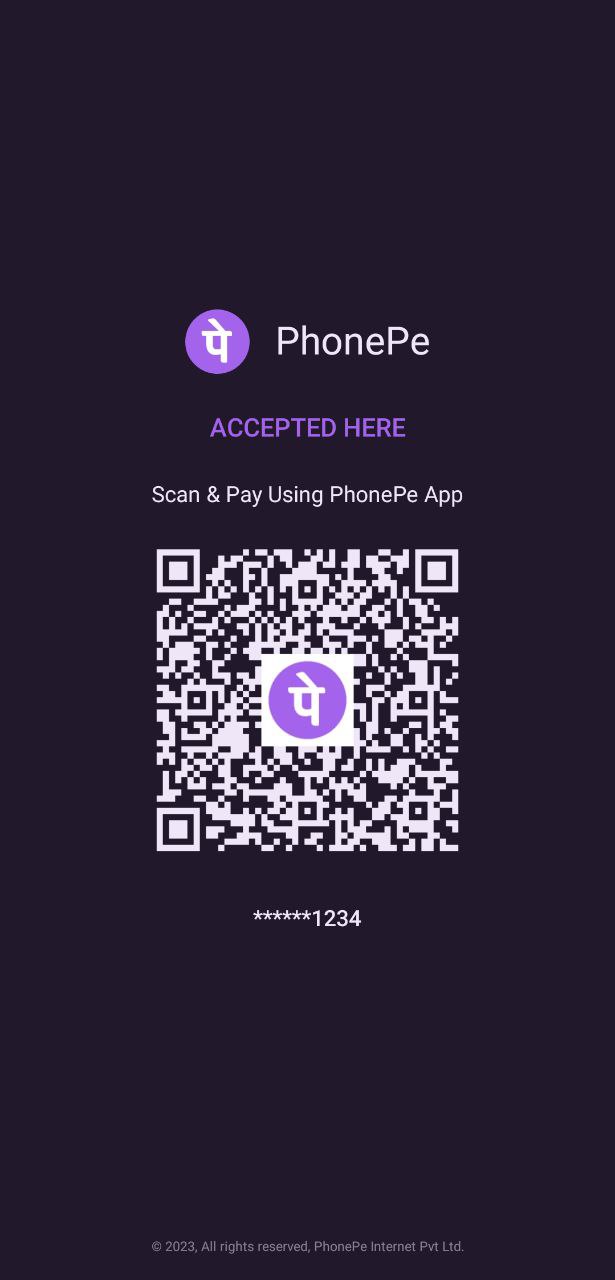 पे PhonePe
ACCEPTED HERE
Scan & Pay Using PhonePe App
पे
******1234
© 2023, All rights reserved, PhonePe Internet Pvt Ltd.